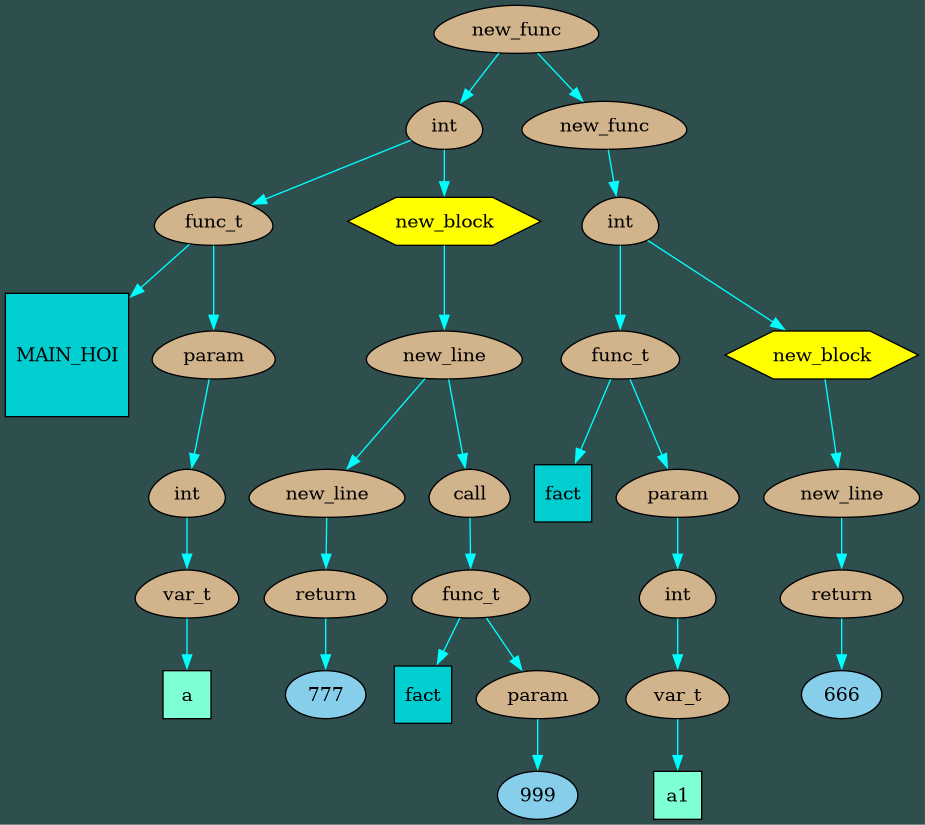 new_func
int
new_func
func_t
new_block
int
MAIN_HOI
param
new_line
func_t
new_block
int
new_line
call
fact
param
new_line
var_t
return
func_t
int
return
a
777
fact
param
var_t
666
999
a1